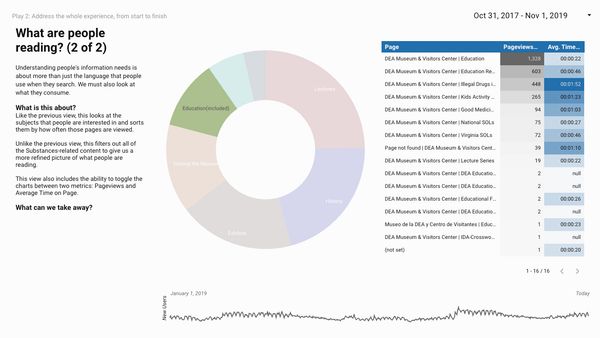 Play 2: Address the whole experience, from start to finish
Oct 31, 2017 - Nov 1, 2019
What are people
reading? (2 of 2)
Understanding people's information needs is
about more than just the language that people
use when they search. We must also look at
what they consume.
What is this about?
Like the previous view, this looks at the
subjects that people are interested in and sorts
them by how often those pages are viewed.
Unlike the previous view, this filters out all of
the Substances-related content to give us a
more refined picture of what people are
reading.
This view also includes the ability to toggle the
charts between two metrics: Pageviews and
Average Time on Page.
What can we take away?
Lectures
History
Exhibits
Visiting the Museum
Education(included)
Page Pageviews... Avg. Time...
DEA Museum & Visitors Center | Education 1,328 00:00:22
DEA Museum & Visitors Center | Education Re... 603 00:00:46
DEA Museum & Visitors Center | Illegal Drugs i... 448 00:01:52
DEA Museum & Visitors Center | Kids Activity ... 265 00:01:23
DEA Museum & Visitors Center | Good Medici... 94 00:01:03
DEA Museum & Visitors Center | National SOLs 75 00:00:27
DEA Museum & Visitors Center | Virginia SOLs 72 00:00:46
Page not found | DEA Museum & Visitors Cent... 39 00:01:10
DEA Museum & Visitors Center | Lecture Series 19 00:00:22
DEA Museum & Visitors Center | DEA Educatio... 2 null
DEA Museum & Visitors Center | DEA Educatio... 2 null
DEA Museum & Visitors Center | Educational F... 2 00:00:26
DEA Museum & Visitors Center | DEA Educatio... 2 null
Museo de la DEA y Centro de Visitantes | Educ... 1 00:00:23
DEA Museum & Visitors Center | IDA-Crosswo... 1 null
(not set) 1 00:00:20
1 - 16 / 16
January 1, 2019
Today
New Users